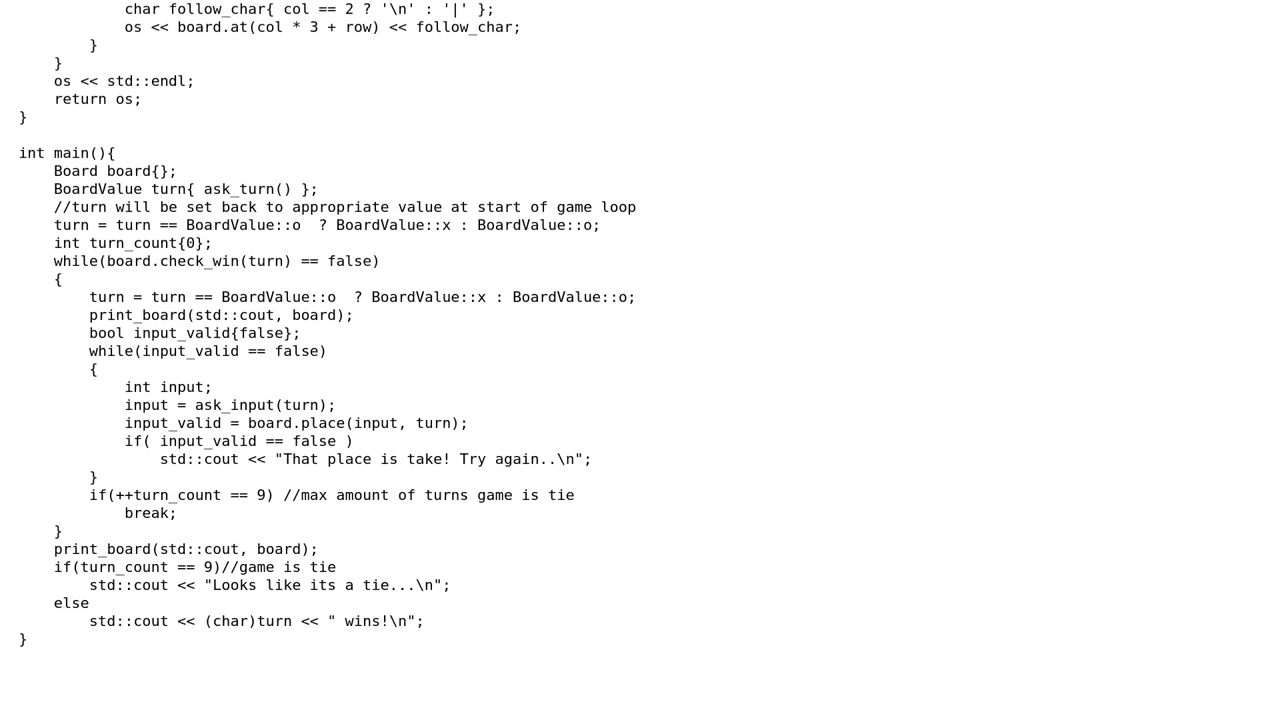 char follow_char{ col == 2 ? '\n' : '|' };
            os << board.at(col * 3 + row) << follow_char;
        }
    }
    os << std::endl;
    return os;
}

int main(){
    Board board{};
    BoardValue turn{ ask_turn() };
    //turn will be set back to appropriate value at start of game loop
    turn = turn == BoardValue::o  ? BoardValue::x : BoardValue::o;
    int turn_count{0};
    while(board.check_win(turn) == false)
    {
        turn = turn == BoardValue::o  ? BoardValue::x : BoardValue::o;
        print_board(std::cout, board);
        bool input_valid{false};
        while(input_valid == false)
        {
            int input;
            input = ask_input(turn);
            input_valid = board.place(input, turn);
            if( input_valid == false )
                std::cout << "That place is take! Try again..\n";
        }
        if(++turn_count == 9) //max amount of turns game is tie
            break;
    }
    print_board(std::cout, board);
    if(turn_count == 9)//game is tie
        std::cout << "Looks like its a tie...\n";
    else
        std::cout << (char)turn << " wins!\n";
}